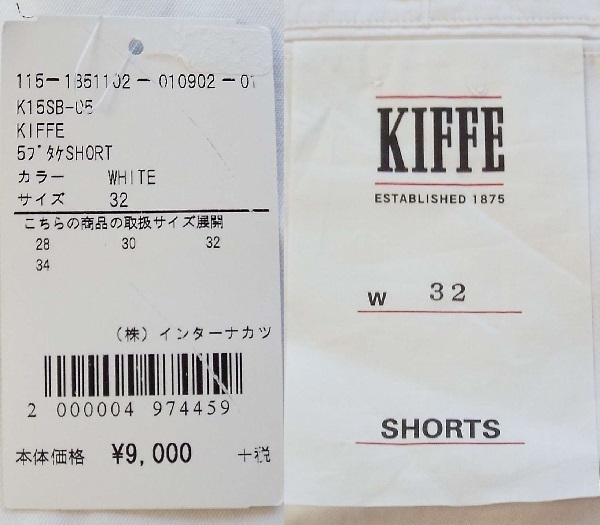 115-1851102-010902-01
K15SB-05
KIFFE
5ﾌﾞﾀｹSHORT
カラー WHITE
サイズ 32
こちらの商品の取扱サイズ展開
28 30 32
34
(株)インターナカツ
2 000004 974459
本体価格 ¥9,000 +税
KIFFE
ESTABLISHED 1875
W 32
SHORTS